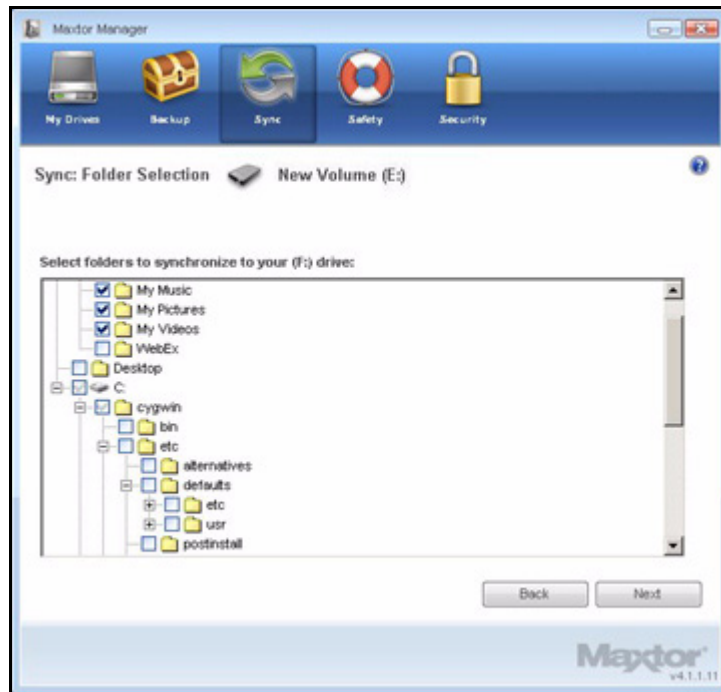 Maxtor Manager
My Drives Backup Sync Safety Security
Sync: Folder Selection New Volume (E:)
Select folders to synchronize to your (F:) drive:
My Music
My Pictures
My Videos
WebEx
Desktop
C:
cygwin
bin
etc
alternatives
defaults
etc
usr
postinstall
Back Next
Maxtor
v4.1.1.11